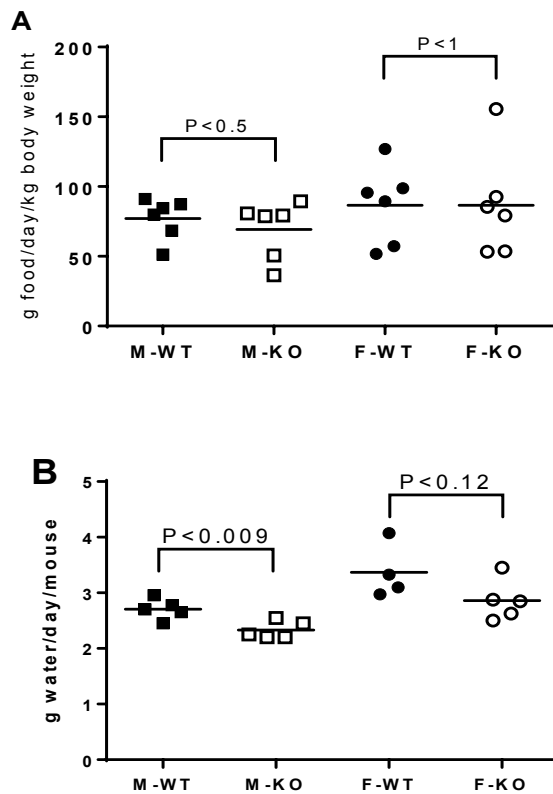 A
g food/day/kg body weight
200
150
100
50
0
P<0.5
P<1
M-WT M-KO F-WT F-KO
B
g water/day/mouse
5
4
3
2
1
0
P<0.009
P<0.12
M-WT M-KO F-WT F-KO